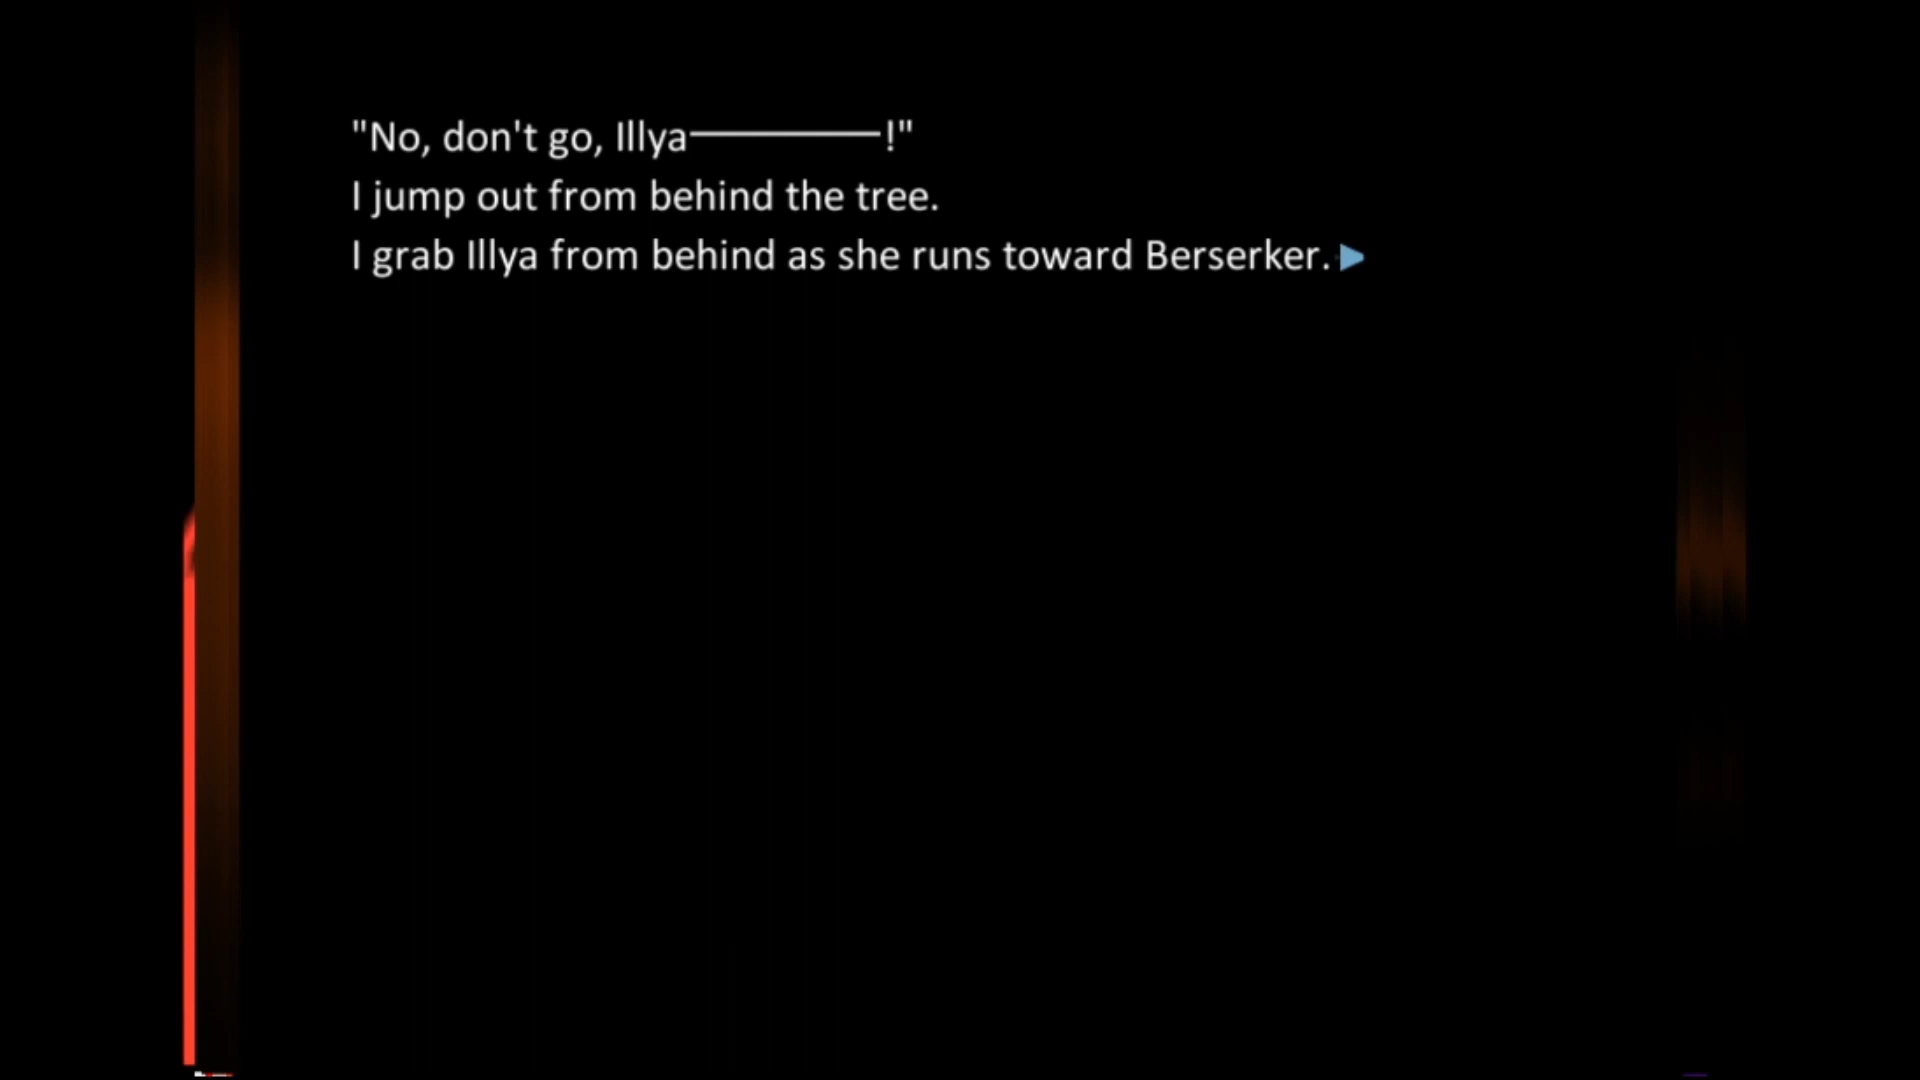 "No, don't go, Illya————!"
I jump out from behind the tree.
I grab Illya from behind as she runs toward Berserker.